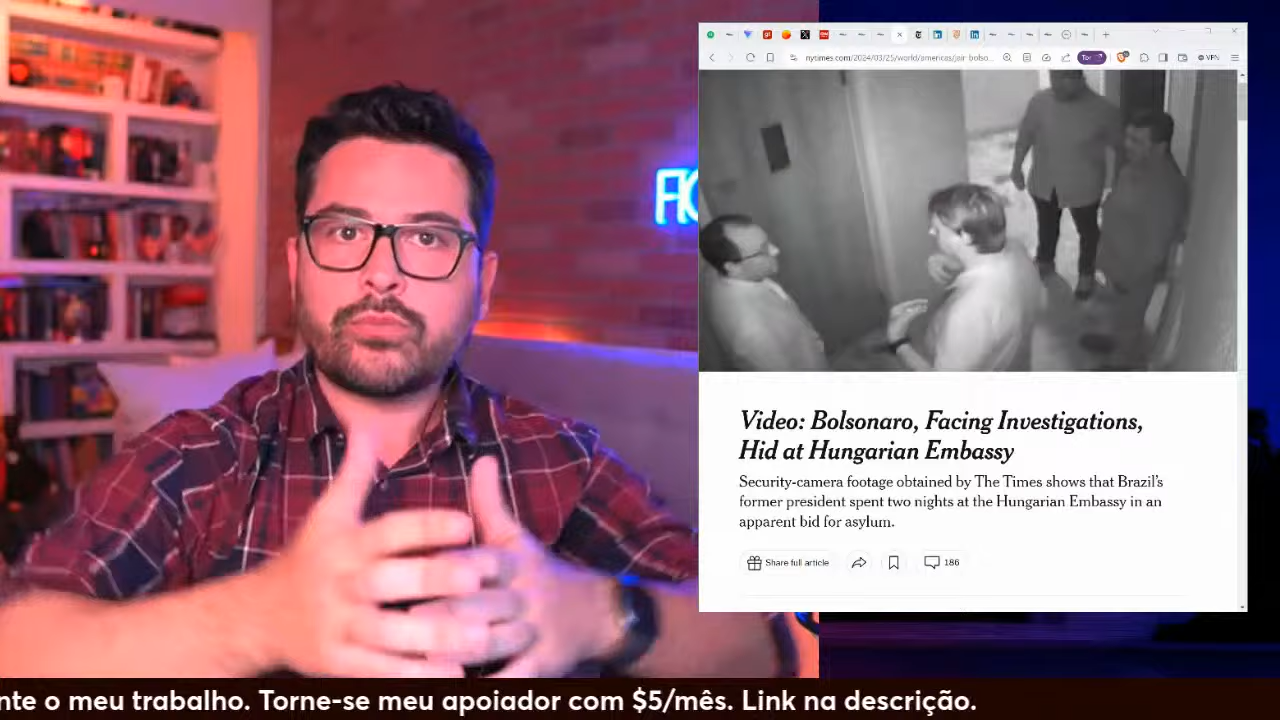 nytimes.com/2024/03/25/world/americas/jair-bolso...
Tor
VPN
Video: Bolsonaro, Facing Investigations,
Hid at Hungarian Embassy
Security-camera footage obtained by The Times shows that Brazil's
former president spent two nights at the Hungarian Embassy in an
apparent bid for asylum.
Share full article
186
nte o meu trabalho. Torne-se meu apoiador com $5/mês. Link na descrição.